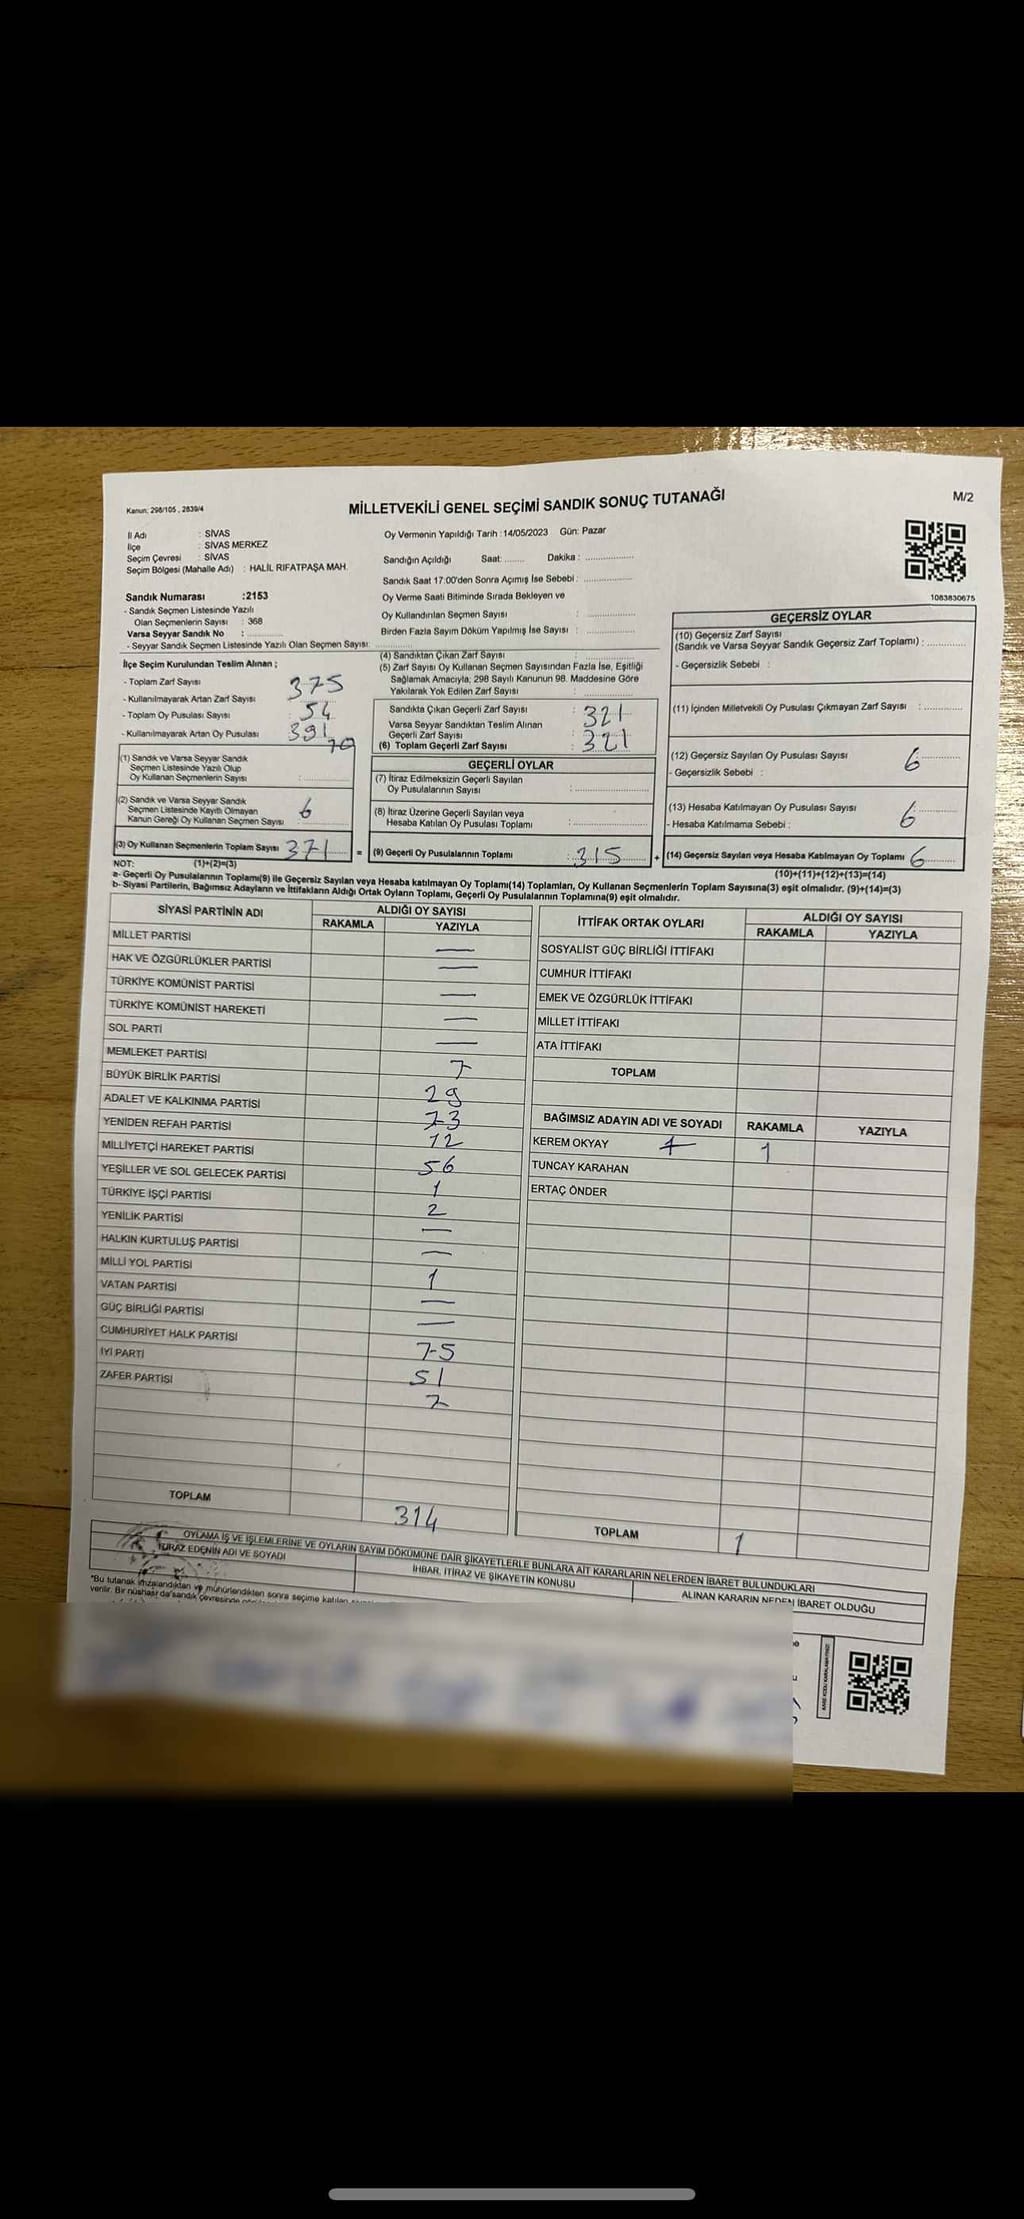 Kanun: 298/105 , 2839/4
MİLLETVEKİLİ GENEL SEÇİMİ SANDIK SONUÇ TUTANAĞI
M/2
İl Adı : SİVAS
İlçe : SİVAS MERKEZ
Seçim Çevresi : SİVAS
Seçim Bölgesi (Mahalle Adı) : HALİL RIFATPAŞA MAH.
Sandık Numarası :2153
- Sandık Seçmen Listesinde Yazılı
Olan Seçmenlerin Sayısı : 368
Varsa Seyyar Sandık No : ............
- Seyyar Sandık Seçmen Listesinde Yazılı Olan Seçmen Sayısı: ............
Oy Vermenin Yapıldığı Tarih :14/05/2023 Gün: Pazar
Sandığın Açıldığı Saat: ....... Dakika : ...............
Sandık Saat 17:00'den Sonra Açımış İse Sebebi : ...............
Oy Verme Saati Bitiminde Sırada Bekleyen ve
Oy Kullandırılan Seçmen Sayısı : ...............
Birden Fazla Sayım Döküm Yapılmış İse Sayısı : ...............
1083830675
İlçe Seçim Kurulundan Teslim Alınan ;
- Toplam Zarf Sayısı 375
- Kullanılmayarak Artan Zarf Sayısı 54
- Toplam Oy Pusulası Sayısı 391
- Kullanılmayarak Artan Oy Pusulası 70
(1) Sandık ve Varsa Seyyar Sandık
Seçmen Listesinde Yazılı Olup
Oy Kullanan Seçmenlerin Sayısı : ............
(2) Sandık ve Varsa Seyyar Sandık
Seçmen Listesinde Kayıtlı Olmayan
Kanun Gereği Oy Kullanan Seçmen Sayısı : 6
(3) Oy Kullanan Seçmenlerin Toplam Sayısı : 371
(4) Sandıktan Çıkan Zarf Sayısı : ...............
(5) Zarf Sayısı Oy Kullanan Seçmen Sayısından Fazla İse, Eşitliği
Sağlamak Amacıyla; 298 Sayılı Kanunun 98. Maddesine Göre
Yakılarak Yok Edilen Zarf Sayısı : ...............
Sandıkta Çıkan Geçerli Zarf Sayısı : 321
Varsa Seyyar Sandıktan Teslim Alınan
Geçerli Zarf Sayısı :
(6) Toplam Geçerli Zarf Sayısı : 321
GEÇERLİ OYLAR
(7) İtiraz Edilmeksizin Geçerli Sayılan
Oy Pusulalarının Sayısı : ...............
(8) İtiraz Üzerine Geçerli Sayılan veya
Hesaba Katılan Oy Pusulası Toplamı : ...............
= (9) Geçerli Oy Pusulalarının Toplamı : 315
GEÇERSİZ OYLAR
(10) Geçersiz Zarf Sayısı
(Sandık ve Varsa Seyyar Sandık Geçersiz Zarf Toplamı) : ............
- Geçersizlik Sebebi :
(11) İçinden Milletvekili Oy Pusulası Çıkmayan Zarf Sayısı : ............
(12) Geçersiz Sayılan Oy Pusulası Sayısı 6
- Geçersizlik Sebebi :
(13) Hesaba Katılmayan Oy Pusulası Sayısı 6
- Hesaba Katılmama Sebebi :
+ (14) Geçersiz Sayılan veya Hesaba Katılmayan Oy Toplamı 6
NOT: (1)+(2)=(3)
(10)+(11)+(12)+(13)=(14)
a- Geçerli Oy Pusulalarının Toplamı(9) ile Geçersiz Sayılan veya Hesaba katılmayan Oy Toplamı(14) Toplamları, Oy Kullanan Seçmenlerin Toplam Sayısına(3) eşit olmalıdır. (9)+(14)=(3)
b- Siyasi Partilerin, Bağımsız Adayların ve İttifakların Aldığı Ortak Oyların Toplamı, Geçerli Oy Pusulalarının Toplamına(9) eşit olmalıdır.
SİYASİ PARTİNİN ADI
ALDIĞI OY SAYISI
RAKAMLA YAZIYLA
MİLLET PARTİSİ —
HAK VE ÖZGÜRLÜKLER PARTİSİ —
TÜRKİYE KOMÜNİST PARTİSİ —
TÜRKİYE KOMÜNİST HAREKETİ —
SOL PARTİ —
MEMLEKET PARTİSİ 7
BÜYÜK BİRLİK PARTİSİ 29
ADALET VE KALKINMA PARTİSİ 73
YENİDEN REFAH PARTİSİ 12
MİLLİYETÇİ HAREKET PARTİSİ 56
YEŞİLLER VE SOL GELECEK PARTİSİ 1
TÜRKİYE İŞÇİ PARTİSİ 2
YENİLİK PARTİSİ —
HALKIN KURTULUŞ PARTİSİ —
MİLLİ YOL PARTİSİ 1
VATAN PARTİSİ —
GÜÇ BİRLİĞİ PARTİSİ —
CUMHURİYET HALK PARTİSİ 75
İYİ PARTİ 51
ZAFER PARTİSİ 7
TOPLAM 314
İTTİFAK ORTAK OYLARI
ALDIĞI OY SAYISI
RAKAMLA YAZIYLA
SOSYALİST GÜÇ BİRLİĞİ İTTİFAKI
CUMHUR İTTİFAKI
EMEK VE ÖZGÜRLÜK İTTİFAKI
MİLLET İTTİFAKI
ATA İTTİFAKI
TOPLAM
BAĞIMSIZ ADAYIN ADI VE SOYADI RAKAMLA YAZIYLA
KEREM OKYAY 1 1
TUNCAY KARAHAN
ERTAÇ ÖNDER
TOPLAM 1
OYLAMA İŞ VE İŞLEMLERİNE VE OYLARIN SAYIM DÖKÜMÜNE DAİR ŞİKAYETLERLE BUNLARA AİT KARARLARIN NELERDEN İBARET BULUNDUKLARI
İTİRAZ EDENİN ADI VE SOYADI
İHBAR, İTİRAZ VE ŞİKAYETİN KONUSU
ALINAN KARARIN NEDEN İBARET OLDUĞU
"Bu tutanak imzalandıktan ve mühürlendikten sonra seçime katılan
verilir. Bir nüshası da sandık çevresinde